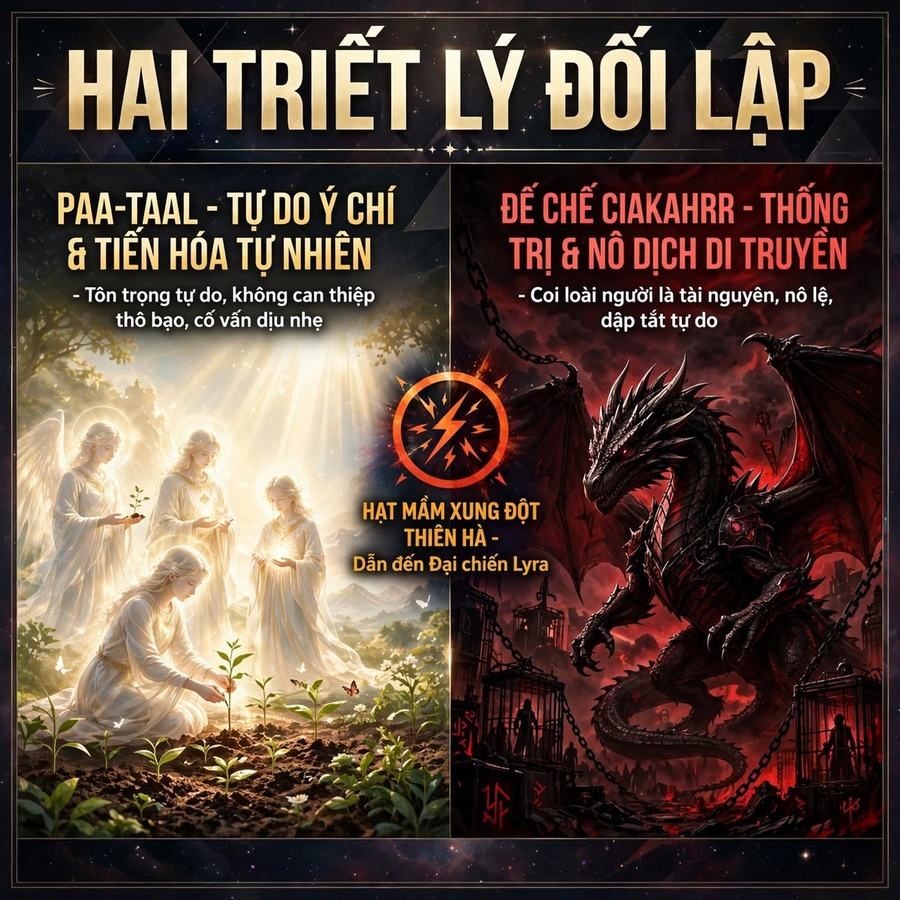 HAI TRIẾT LÝ ĐỐI LẬP
PAA-TAAL - TỰ DO Ý CHÍ
& TIẾN HÓA TỰ NHIÊN
- Tôn trọng tự do, không can thiệp
thô bạo, cố vấn dịu nhẹ
ĐẾ CHẾ CIAKAHRR - THỐNG
TRỊ & NÔ DỊCH DI TRUYỀN
- Coi loài người là tài nguyên, nô lệ,
dập tắt tự do
HẠT MẦM XUNG ĐỘT
THIÊN HÀ -
Dẫn đến Đại chiến Lyra